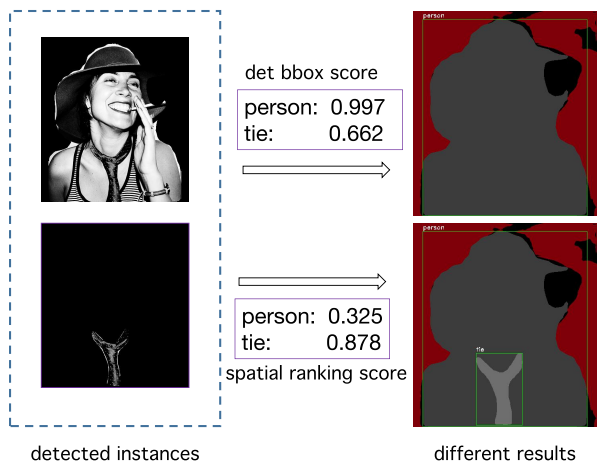 person
det bbox score
person: 0.997
tie: 0.662
person
person: 0.325
tie: 0.878
tie
spatial ranking score
detected instances
different results